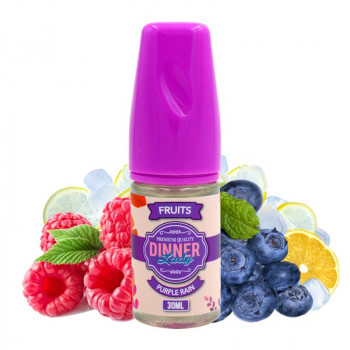 FRUITS
PREMIUM QUALITY
DINNER
Lady
PURPLE RAIN
30ML